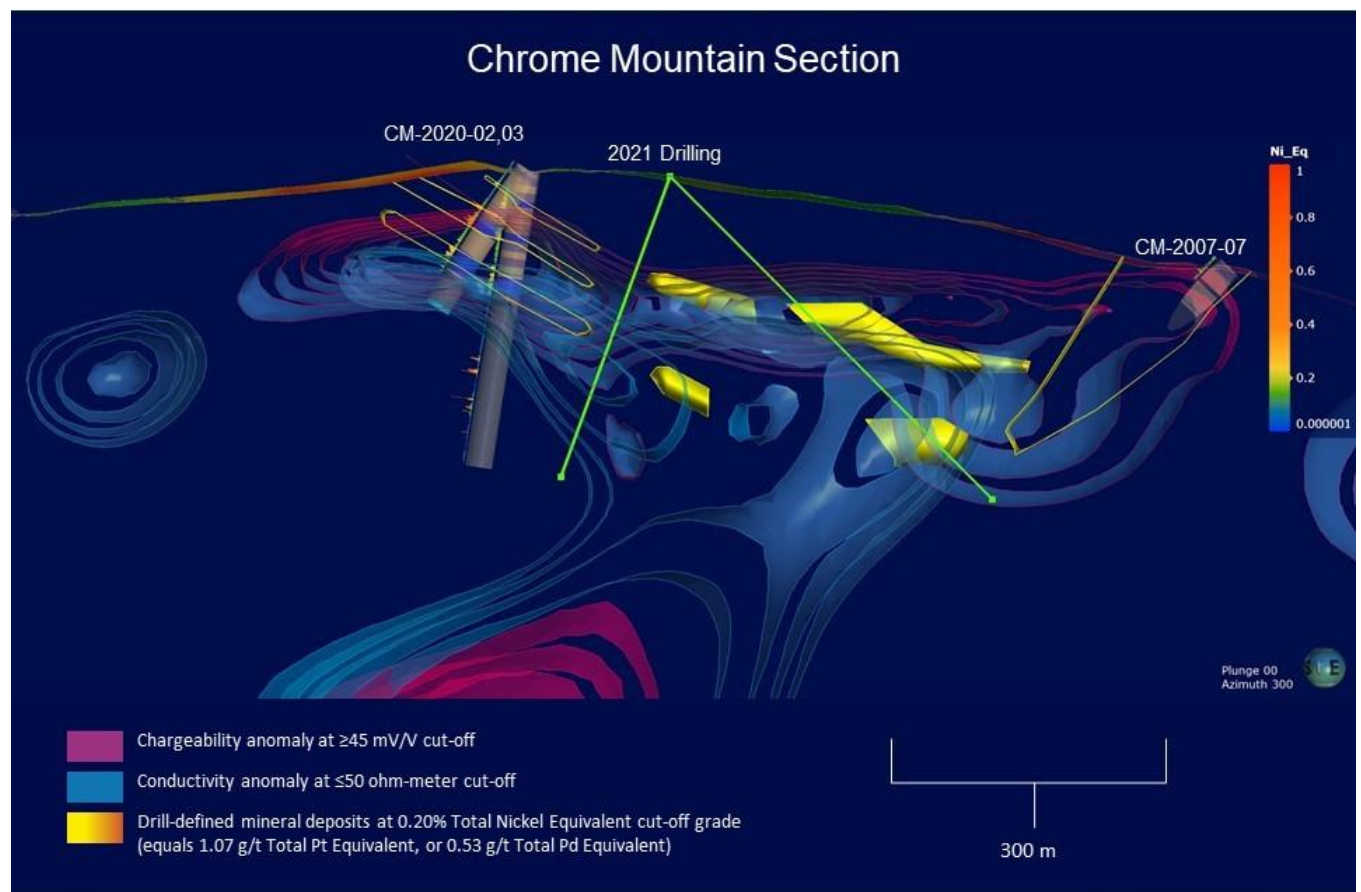 Chrome Mountain Section
CM-2020-02,03
2021 Drilling
CM-2007-07
Ni_Eq
1
0.8
0.6
0.4
0.2
0.000001
Plunge 00
Azimuth 300
Chargeability anomaly at ≥45 mV/V cut-off
Conductivity anomaly at ≤50 ohm-meter cut-off
Drill-defined mineral deposits at 0.20% Total Nickel Equivalent cut-off grade
(equals 1.07 g/t Total Pt Equivalent, or 0.53 g/t Total Pd Equivalent)
300 m